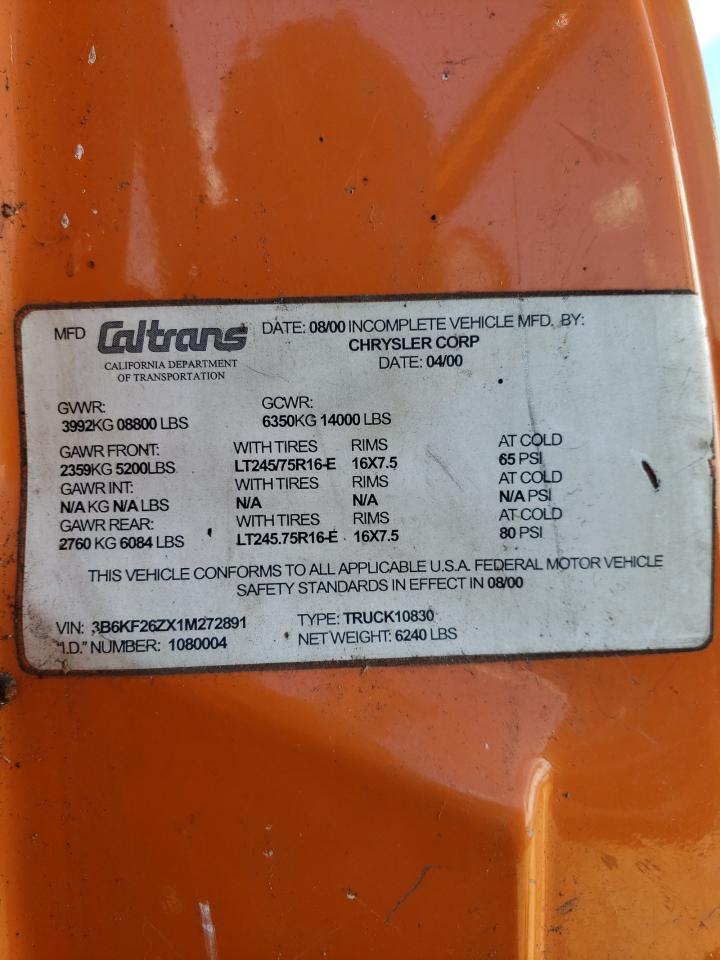 MFD Caltrans DATE: 08/00 INCOMPLETE VEHICLE MFD. BY:
CALIFORNIA DEPARTMENT CHRYSLER CORP
OF TRANSPORTATION DATE: 04/00
GVWR: GCWR:
3992KG 08800 LBS 6350KG 14000 LBS
GAWR FRONT: WITH TIRES RIMS AT COLD
2359KG 5200LBS LT245/75R16-E 16X7.5 65 PSI
GAWR INT: WITH TIRES RIMS AT COLD
N/A KG N/A LBS N/A N/A N/A PSI
GAWR REAR: WITH TIRES RIMS AT COLD
2760 KG 6084 LBS LT245.75R16-E 16X7.5 80 PSI
THIS VEHICLE CONFORMS TO ALL APPLICABLE U.S.A. FEDERAL MOTOR VEHICLE
SAFETY STANDARDS IN EFFECT IN 08/00
VIN: 3B6KF26ZX1M272891 TYPE: TRUCK10830
"I.D." NUMBER: 1080004 NET WEIGHT: 6240 LBS